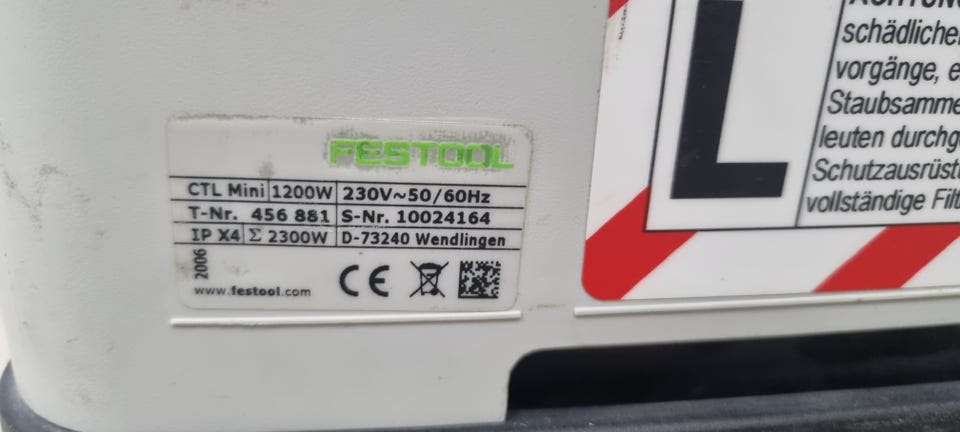 FESTOOL
CTL Mini 1200W 230V~50/60Hz
T-Nr. 456 881 S-Nr. 10024164
IP X4 Σ 2300W D-73240 Wendlingen
2006
www.festool.com
CE
L
schädliche
vorgänge, e
Staubsamme
leuten durchg
Schutzausrüst
vollständige Filt